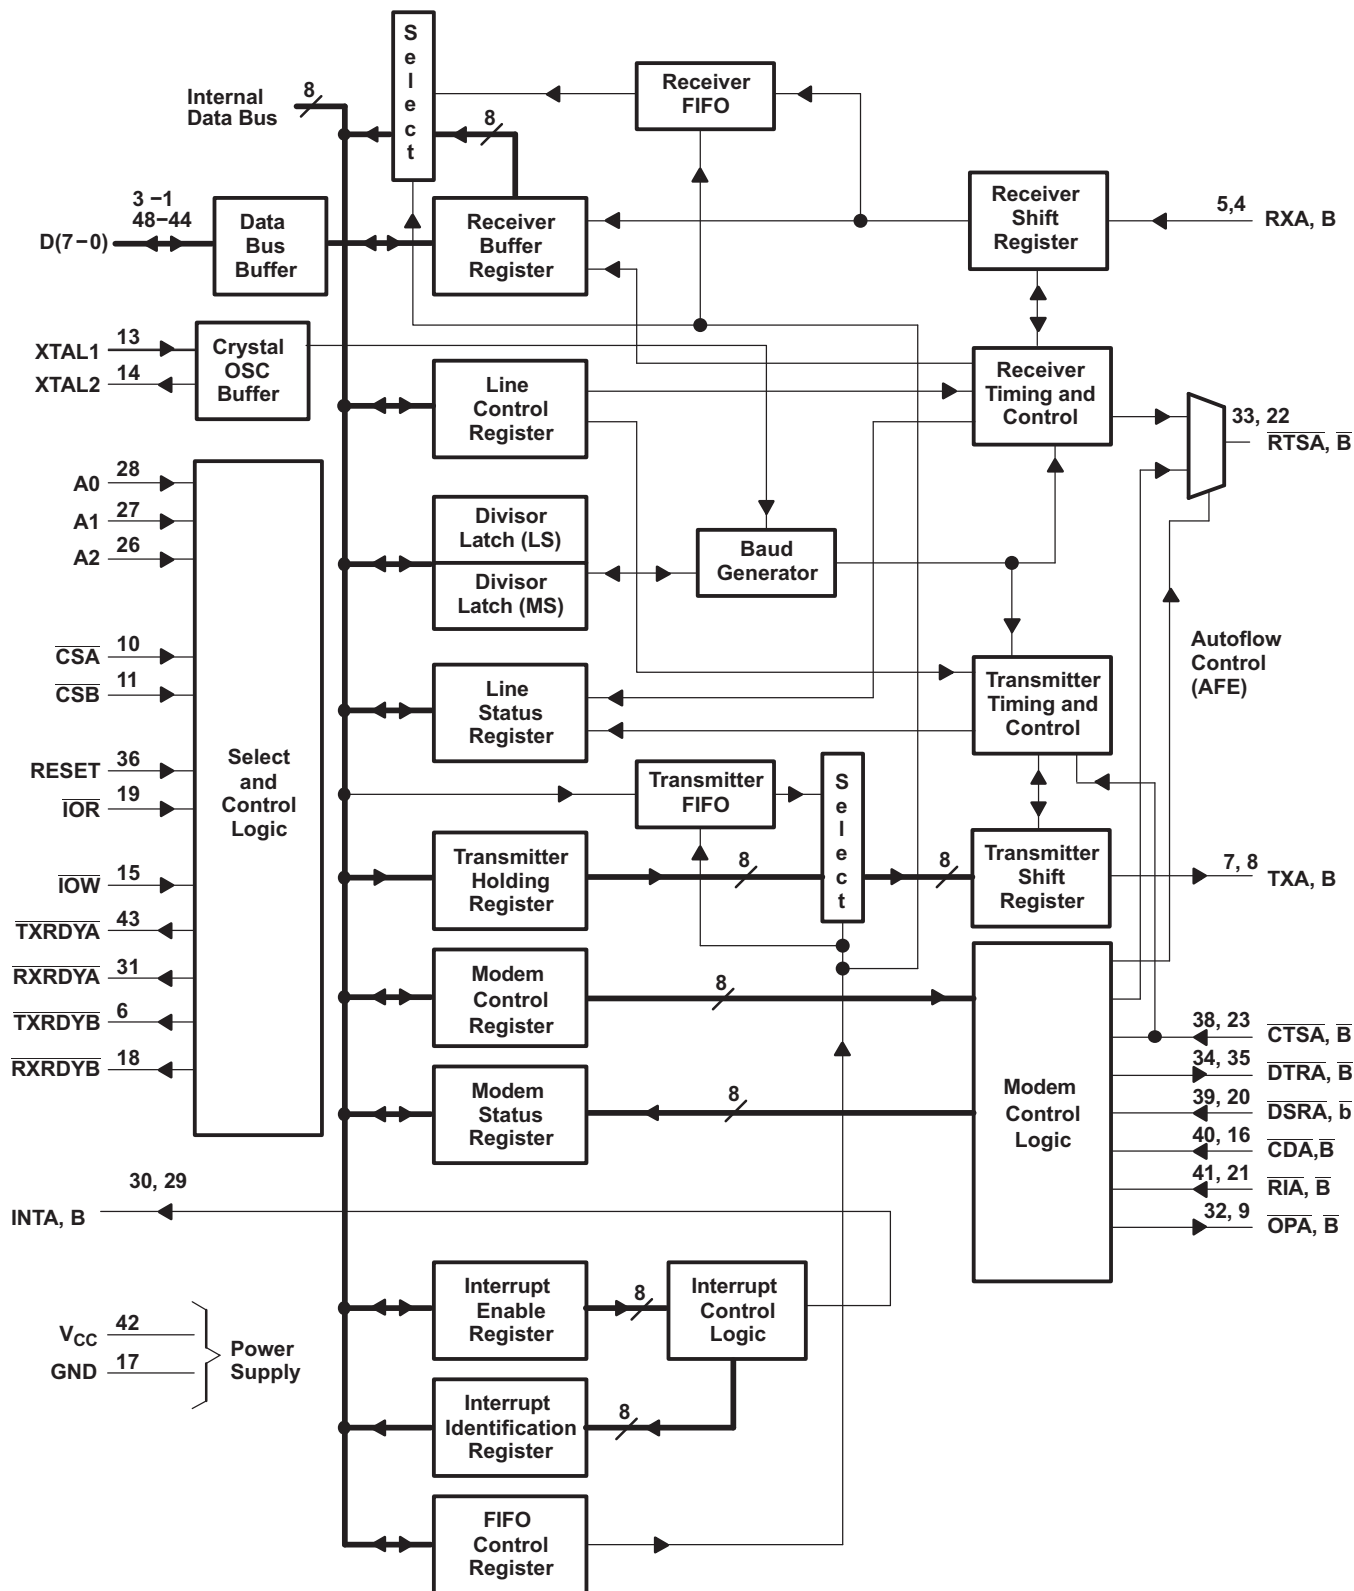 S
e
l
e
c
t
8
Internal
Data Bus
Receiver
FIFO
8
3 −1
48−44
D(7−0)
Data
Bus
Buffer
Receiver
Buffer
Register
Receiver
Shift
Register
5,4
RXA, B
XTAL1
13
XTAL2
14
Crystal
OSC
Buffer
Line
Control
Register
Receiver
Timing and
Control
33, 22
RTSA, B
A0
28
A1
27
A2
26
Divisor
Latch (LS)
Divisor
Latch (MS)
Baud
Generator
CSA
10
CSB
11
Autoflow
Control
(AFE)
Line
Status
Register
Transmitter
Timing and
Control
RESET
36
IOR
19
Select
and
Control
Logic
Transmitter
FIFO
S
e
l
e
c
t
IOW
15
Transmitter
Holding
Register
8
8
Transmitter
Shift
Register
7, 8
TXA, B
TXRDYA
43
RXRDYA
31
TXRDYB
6
RXRDYB
18
Modem
Control
Register
8
Modem
Status
Register
8
Modem
Control
Logic
38, 23
CTSA, B
34, 35
DTRA, B
39, 20
DSRA, b
40, 16
CDA,B
41, 21
RIA, B
32, 9
OPA, B
30, 29
INTA, B
Interrupt
Enable
Register
8
Interrupt
Control
Logic
VCC
42
GND
17
Power
Supply
Interrupt
Identification
Register
8
FIFO
Control
Register